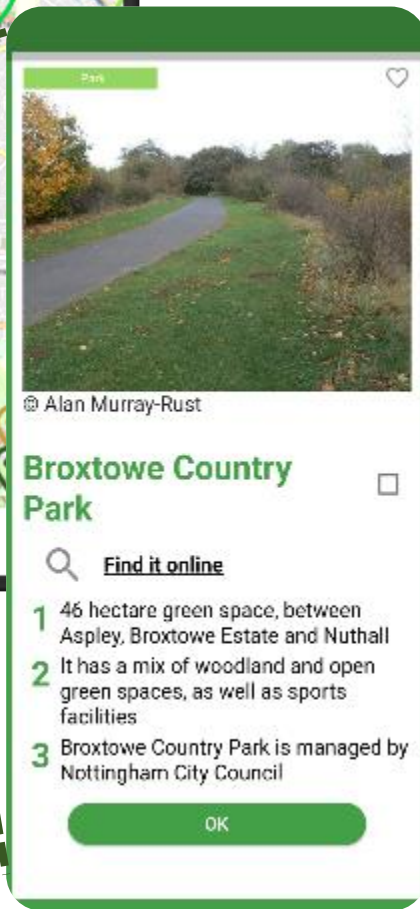 Park
© Alan Murray-Rust
Broxtowe Country
Park
Find it online
1 46 hectare green space, between
Aspley, Broxtowe Estate and Nuthall
2 It has a mix of woodland and open
green spaces, as well as sports
facilities
3 Broxtowe Country Park is managed by
Nottingham City Council
OK